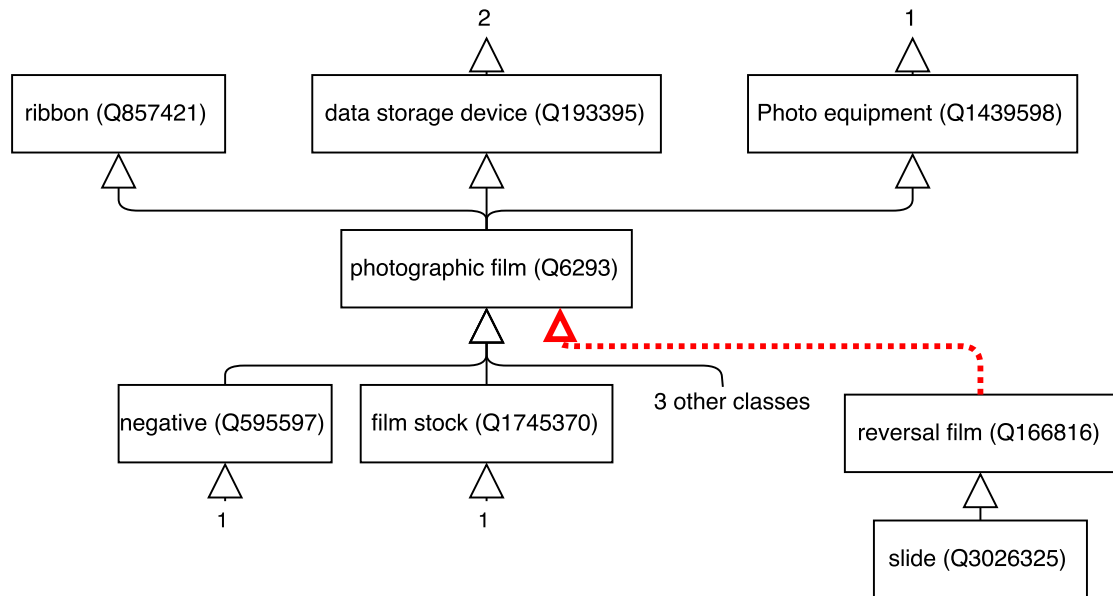 2
1
ribbon (Q857421)
data storage device (Q193395)
Photo equipment (Q1439598)
photographic film (Q6293)
3 other classes
negative (Q595597)
film stock (Q1745370)
reversal film (Q166816)
1
1
slide (Q3026325)